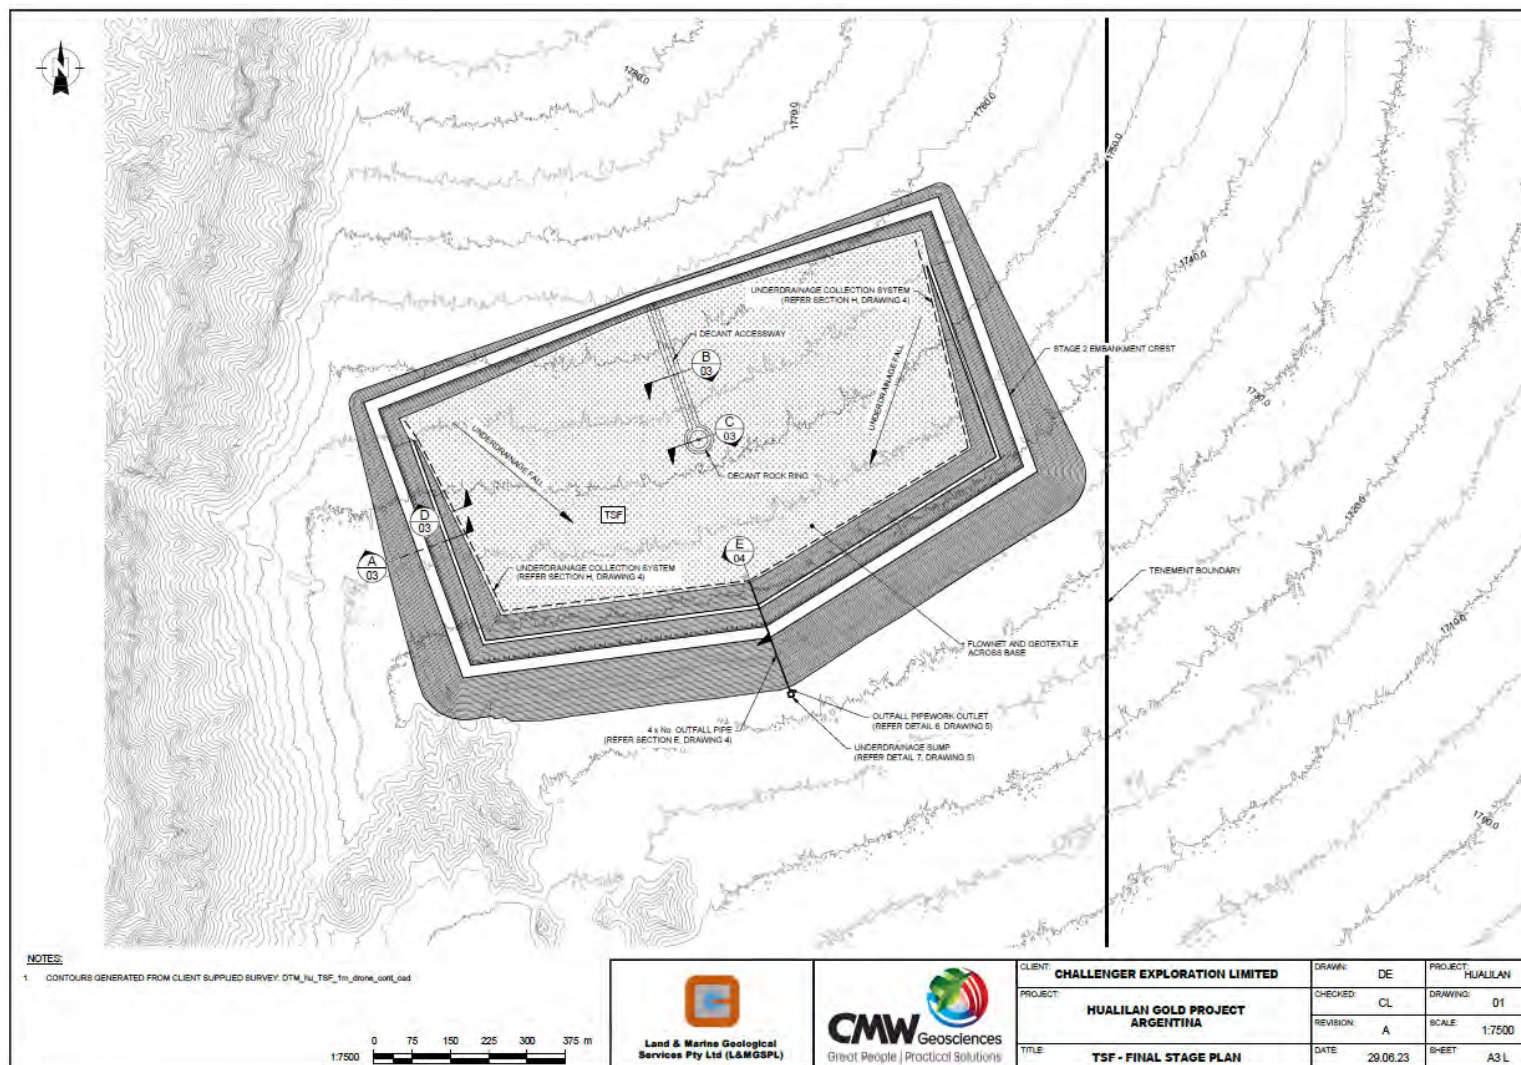 N
1780.0
1770.0
1760.0
1750.0
1740.0
1730.0
1720.0
1710.0
1700.0
UNDERDRAINAGE COLLECTION SYSTEM
(REFER SECTION H, DRAWING 4)
DECANT ACCESSWAY
B
03
STAGE 2 EMBANKMENT CREST
UNDERDRAINAGE FALL
C
03
UNDERDRAINAGE FALL
DECANT ROCK RING
TSF
D
03
A
03
E
04
UNDERDRAINAGE COLLECTION SYSTEM
(REFER SECTION H, DRAWING 4)
TENEMENT BOUNDARY
FLOWNET AND GEOTEXTILE
ACROSS BASE
4 x No. OUTFALL PIPE
(REFER SECTION E, DRAWING 4)
OUTFALL PIPEWORK OUTLET
(REFER DETAIL 6, DRAWING 5)
UNDERDRAINAGE SUMP
(REFER DETAIL 7, DRAWING 5)
NOTES:
1. CONTOURS GENERATED FROM CLIENT SUPPLIED SURVEY: DTM_hu_TSF_1m_drone_cont_cad
1:7500
0 75 150 225 300 375 m
Land & Marine Geological
Services Pty Ltd (L&MGSPL)
CMW Geosciences
Great People | Practical Solutions
CLIENT: CHALLENGER EXPLORATION LIMITED
PROJECT: HUALILAN GOLD PROJECT
ARGENTINA
TITLE: TSF - FINAL STAGE PLAN
DRAWN: DE
CHECKED: CL
REVISION: A
DATE: 29.06.23
PROJECT: HUALILAN
DRAWING: 01
SCALE: 1:7500
SHEET: A3 L